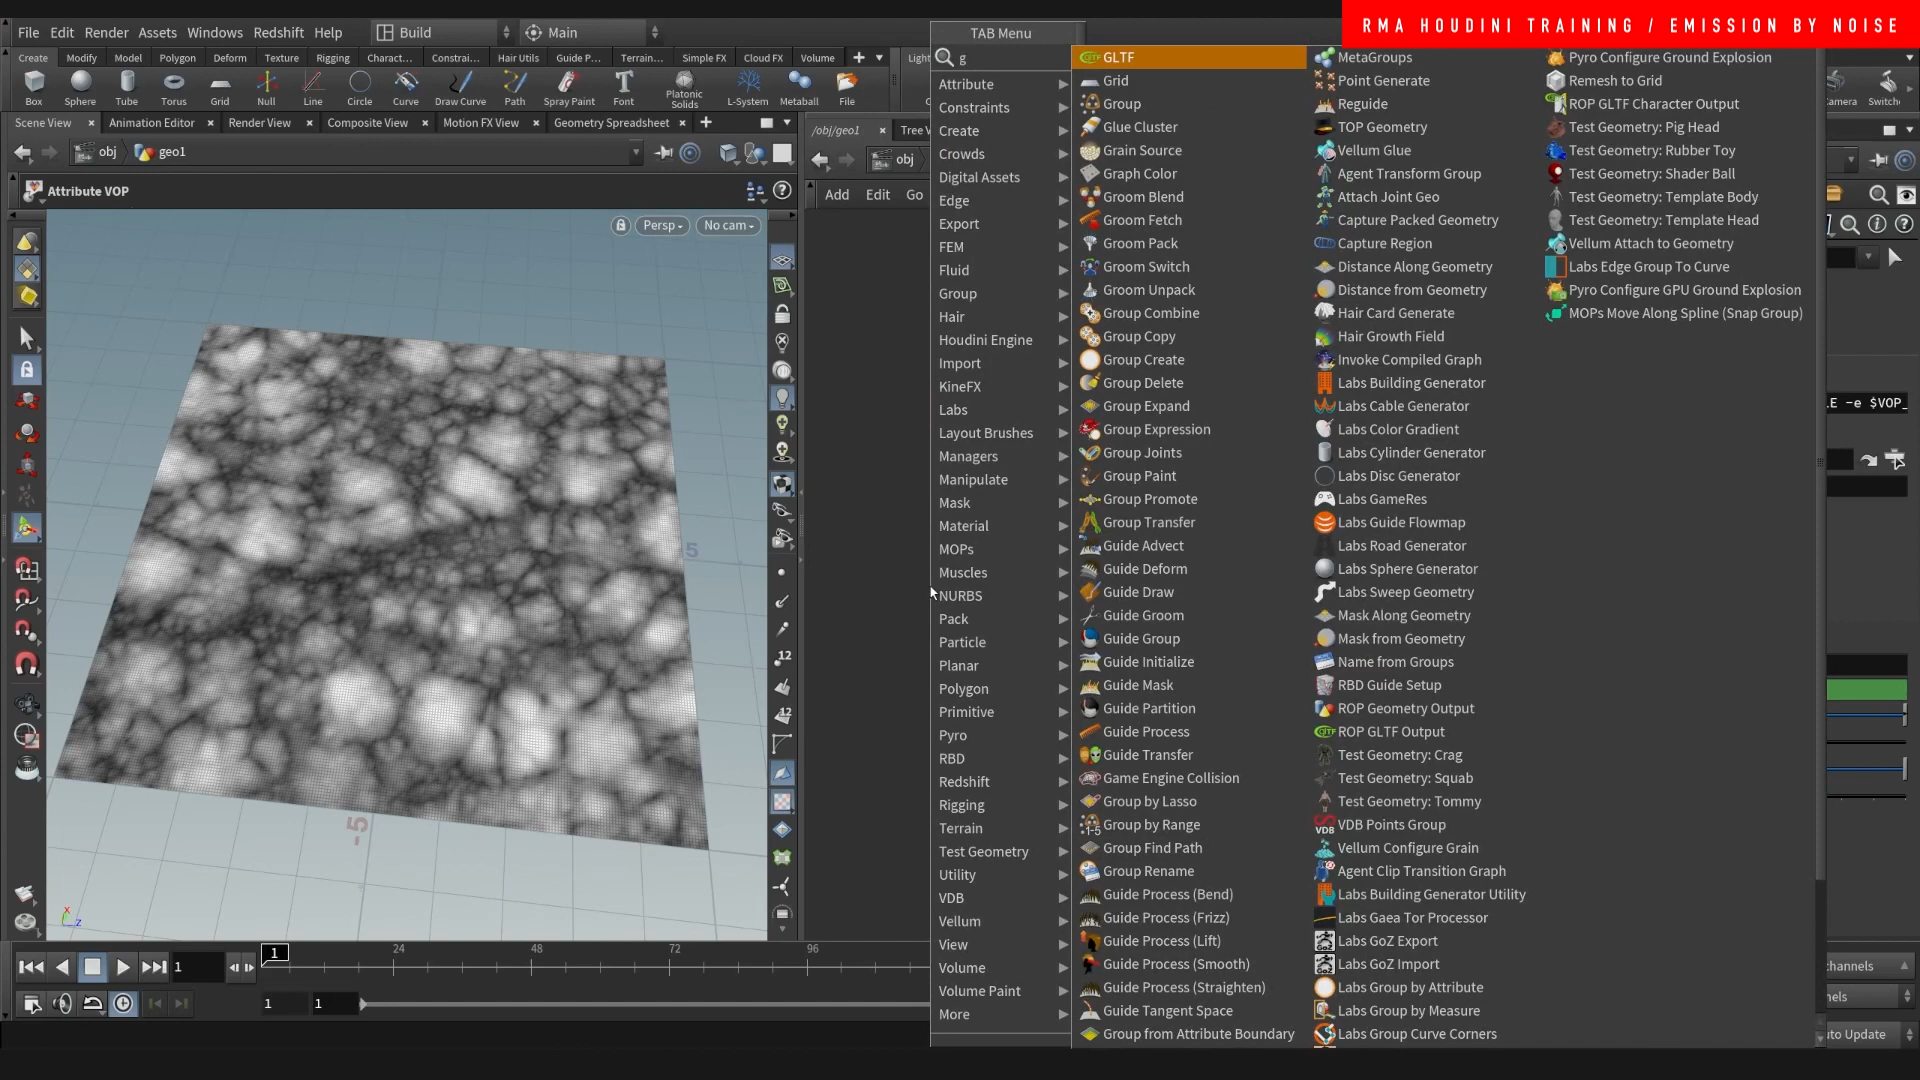 RMA HOUDINI TRAINING / EMISSION BY NOISE
File Edit Render Assets Windows Redshift Help
Build
Main
TAB Menu
g
Create Modify Model Polygon Deform Texture Rigging Charact... Constrai... Hair Utils Guide P... Terrain... Simple FX Cloud FX Volume
Box Sphere Tube Torus Grid Null Line Circle Curve Draw Curve Path Spray Paint Font Platonic Solids L-System Metaball File
Scene View Animation Editor Render View Composite View Motion FX View Geometry Spreadsheet
/obj/geo1
obj geo1
obj
Attribute VOP
Add Edit Go
Persp
No cam
5
-5
12
12
x
z
1
1
24
48
72
96
1
1
Attribute
Constraints
Create
Crowds
Digital Assets
Edge
Export
FEM
Fluid
Group
Hair
Houdini Engine
Import
KineFX
Labs
Layout Brushes
Managers
Manipulate
Mask
Material
MOPs
Muscles
NURBS
Pack
Particle
Planar
Polygon
Primitive
Pyro
RBD
Redshift
Rigging
Terrain
Test Geometry
Utility
VDB
Vellum
View
Volume
Volume Paint
More
GLTF
Grid
Group
Glue Cluster
Grain Source
Graph Color
Groom Blend
Groom Fetch
Groom Pack
Groom Switch
Groom Unpack
Group Combine
Group Copy
Group Create
Group Delete
Group Expand
Group Expression
Group Joints
Group Paint
Group Promote
Group Transfer
Guide Advect
Guide Deform
Guide Draw
Guide Groom
Guide Group
Guide Initialize
Guide Mask
Guide Partition
Guide Process
Guide Transfer
Game Engine Collision
Group by Lasso
Group by Range
Group Find Path
Group Rename
Guide Process (Bend)
Guide Process (Frizz)
Guide Process (Lift)
Guide Process (Smooth)
Guide Process (Straighten)
Guide Tangent Space
Group from Attribute Boundary
MetaGroups
Point Generate
Reguide
TOP Geometry
Vellum Glue
Agent Transform Group
Attach Joint Geo
Capture Packed Geometry
Capture Region
Distance Along Geometry
Distance from Geometry
Hair Card Generate
Hair Growth Field
Invoke Compiled Graph
Labs Building Generator
Labs Cable Generator
Labs Color Gradient
Labs Cylinder Generator
Labs Disc Generator
Labs GameRes
Labs Guide Flowmap
Labs Road Generator
Labs Sphere Generator
Labs Sweep Geometry
Mask Along Geometry
Mask from Geometry
Name from Groups
RBD Guide Setup
ROP Geometry Output
ROP GLTF Output
Test Geometry: Crag
Test Geometry: Squab
Test Geometry: Tommy
VDB Points Group
Vellum Configure Grain
Agent Clip Transition Graph
Labs Building Generator Utility
Labs Gaea Tor Processor
Labs GoZ Export
Labs GoZ Import
Labs Group by Attribute
Labs Group by Measure
Labs Group Curve Corners
Pyro Configure Ground Explosion
Remesh to Grid
ROP GLTF Character Output
Test Geometry: Pig Head
Test Geometry: Rubber Toy
Test Geometry: Shader Ball
Test Geometry: Template Body
Test Geometry: Template Head
Vellum Attach to Geometry
Labs Edge Group To Curve
Pyro Configure GPU Ground Explosion
MOPs Move Along Spline (Snap Group)
-e $VOP_